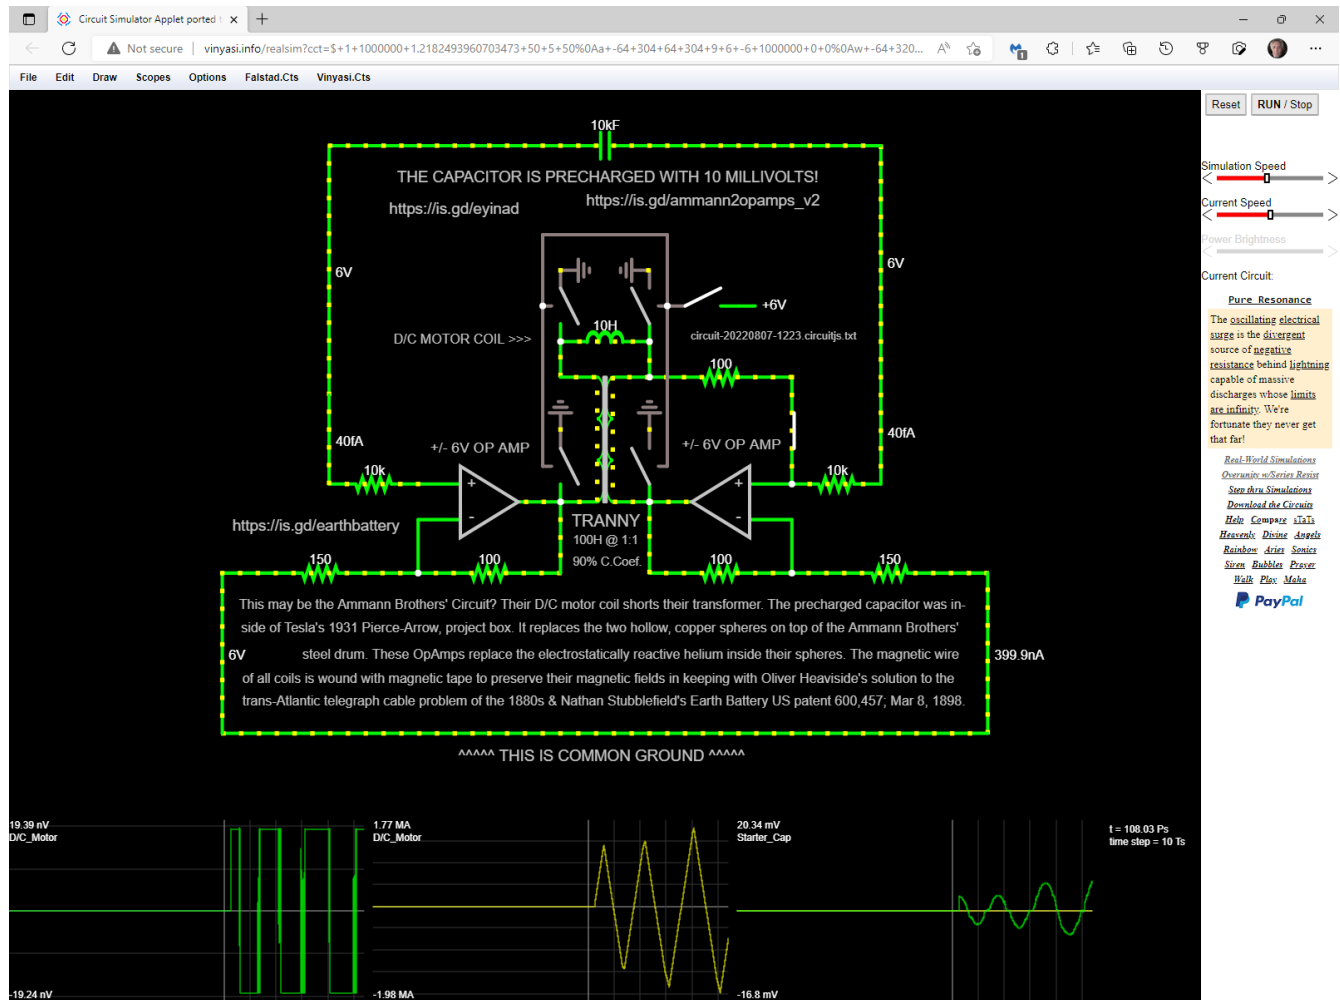 Circuit Simulator Applet ported t
Not secure
vinyasi.info/realsim?cct=$+1+1000000+1.2182493960703473+50+5+50%0Aa+-64+304+64+304+9+6+-6+1000000+0+0%0Aw+-64+320...
File Edit Draw Scopes Options Falstad.Cts Vinyasi.Cts
Reset RUN / Stop
Simulation Speed
Current Speed
Power Brightness
Current Circuit:
Pure Resonance
The oscillating electrical
surge is the divergent
source of negative
resistance behind lightning
capable of massive
discharges whose limits
are infinity. We're
fortunate they never get
that far!
Real-World Simulations
Overunity w/Series Resist
Step thru Simulations
Download the Circuits
Help Compare sTaTs
Heavenly Divine Angels
Rainbow Aries Sonics
Siren Bubbles Prayer
Walk Play Maha
PayPal
10kF
THE CAPACITOR IS PRECHARGED WITH 10 MILLIVOLTS!
https://is.gd/eyinad
https://is.gd/ammann2opamps_v2
6V
6V
+6V
10H
D/C MOTOR COIL >>>
circuit-20220807-1223.circuitjs.txt
100
40fA
40fA
+/- 6V OP AMP
+/- 6V OP AMP
10k
10k
+
+
-
-
https://is.gd/earthbattery
TRANNY
100H @ 1:1
90% C.Coef.
150
100
100
150
This may be the Ammann Brothers' Circuit? Their D/C motor coil shorts their transformer. The precharged capacitor was in-
side of Tesla's 1931 Pierce-Arrow, project box. It replaces the two hollow, copper spheres on top of the Ammann Brothers'
6V
steel drum. These OpAmps replace the electrostatically reactive helium inside their spheres. The magnetic wire
399.9nA
of all coils is wound with magnetic tape to preserve their magnetic fields in keeping with Oliver Heaviside's solution to the
trans-Atlantic telegraph cable problem of the 1880s & Nathan Stubblefield's Earth Battery US patent 600,457; Mar 8, 1898.
^^^^^ THIS IS COMMON GROUND ^^^^^
19.39 nV
D/C_Motor
-19.24 nV
1.77 MA
D/C_Motor
-1.98 MA
20.34 mV
Starter_Cap
-16.8 mV
t = 108.03 Ps
time step = 10 Ts